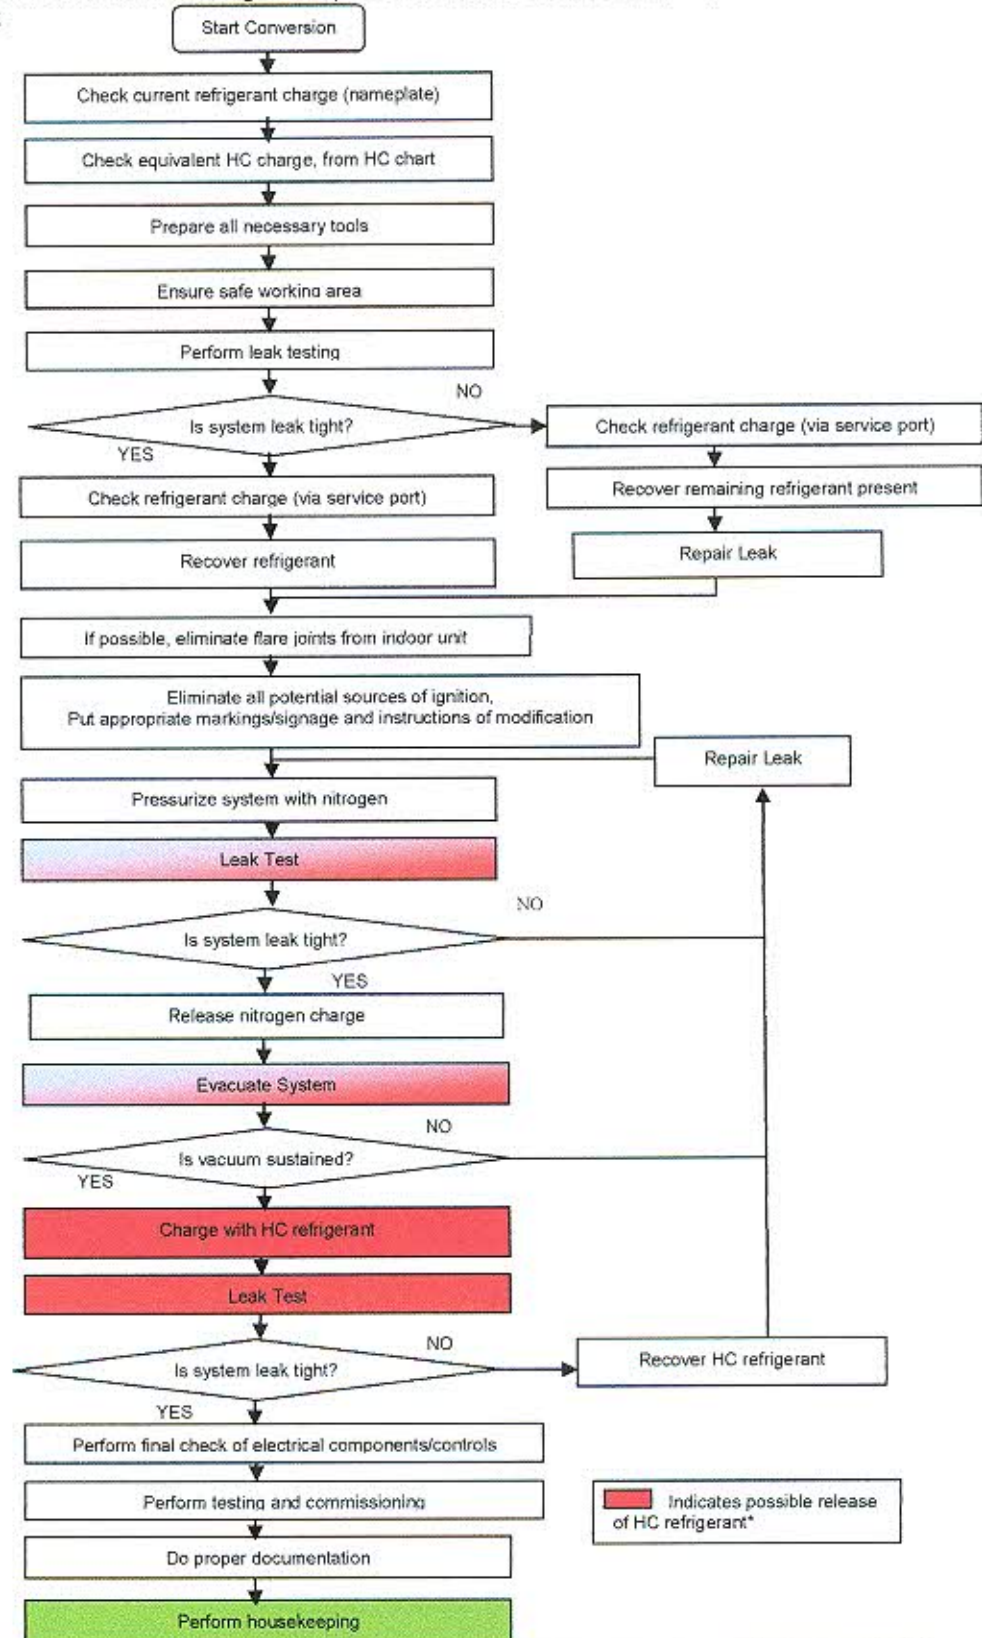 Start Conversion
Check current refrigerant charge (nameplate)
Check equivalent HC charge, from HC chart
Prepare all necessary tools
Ensure safe working area
Perform leak testing
NO
Is system leak tight?
YES
Check refrigerant charge (via service port)
Recover remaining refrigerant present
Repair Leak
Check refrigerant charge (via service port)
Recover refrigerant
If possible, eliminate flare joints from indoor unit
Eliminate all potential sources of ignition,
Put appropriate markings/signage and instructions of modification
Repair Leak
Pressurize system with nitrogen
Leak Test
NO
Is system leak tight?
YES
Release nitrogen charge
Evacuate System
NO
Is vacuum sustained?
YES
Charge with HC refrigerant
Leak Test
NO
Is system leak tight?
Recover HC refrigerant
YES
Perform final check of electrical components/controls
Perform testing and commissioning
Indicates possible release
of HC refrigerant*
Do proper documentation
Perform housekeeping